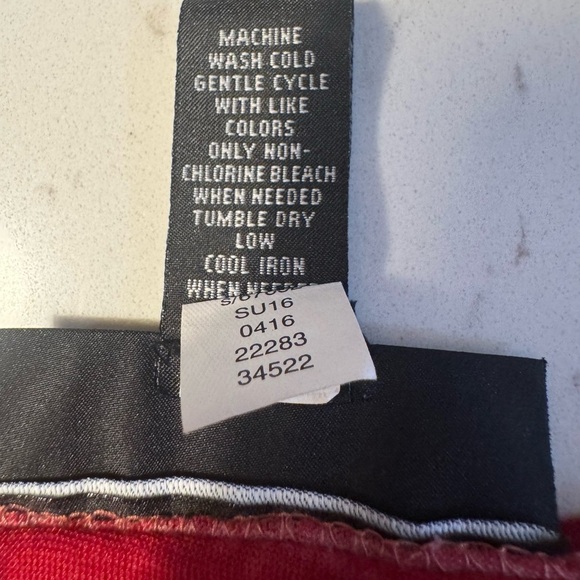 MACHINE
WASH COLD
GENTLE CYCLE
WITH LIKE
COLORS
ONLY NON-
CHLORINE BLEACH
WHEN NEEDED
TUMBLE DRY
LOW
COOL IRON
WHEN
SU16
0416
22283
34522